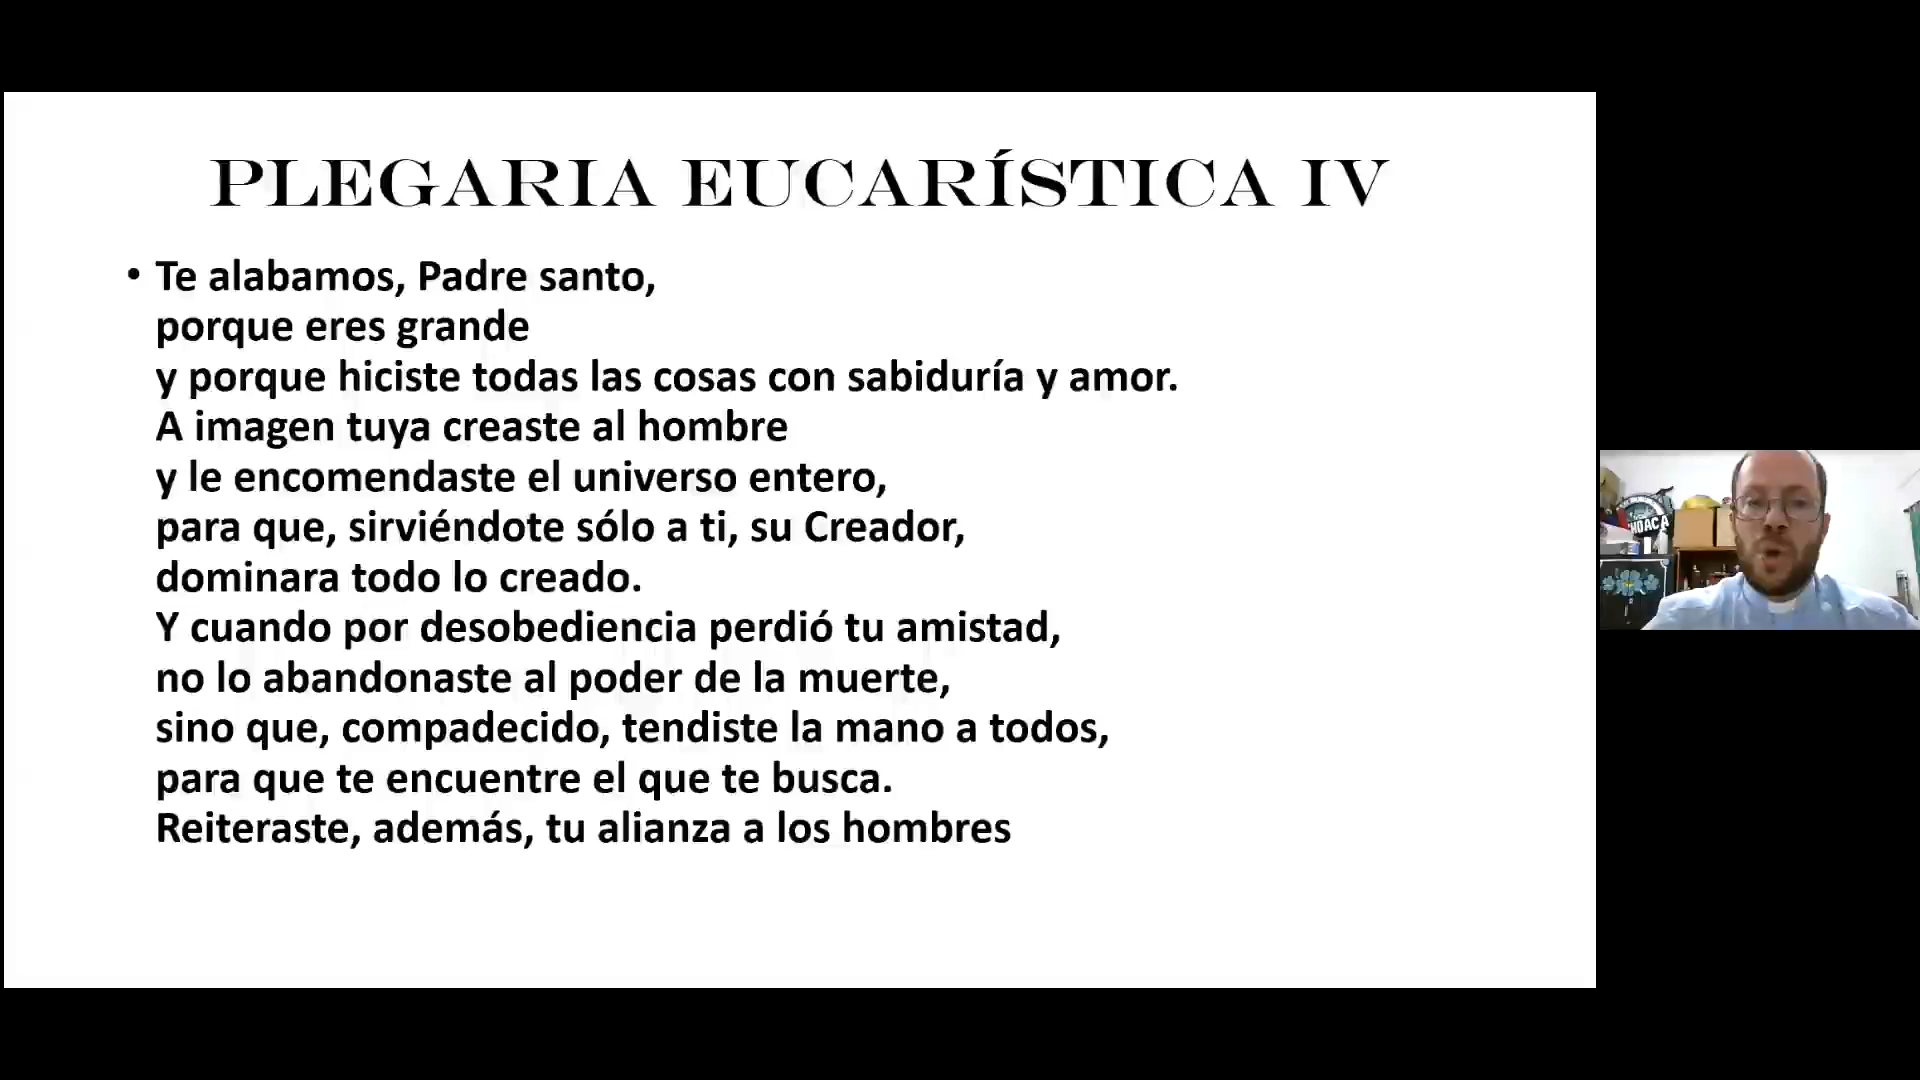 PLEGARIA EUCARÍSTICA IV
• Te alabamos, Padre santo,
porque eres grande
y porque hiciste todas las cosas con sabiduría y amor.
A imagen tuya creaste al hombre
y le encomendaste el universo entero,
para que, sirviéndote sólo a ti, su Creador,
dominara todo lo creado.
Y cuando por desobediencia perdió tu amistad,
no lo abandonaste al poder de la muerte,
sino que, compadecido, tendiste la mano a todos,
para que te encuentre el que te busca.
Reiteraste, además, tu alianza a los hombres